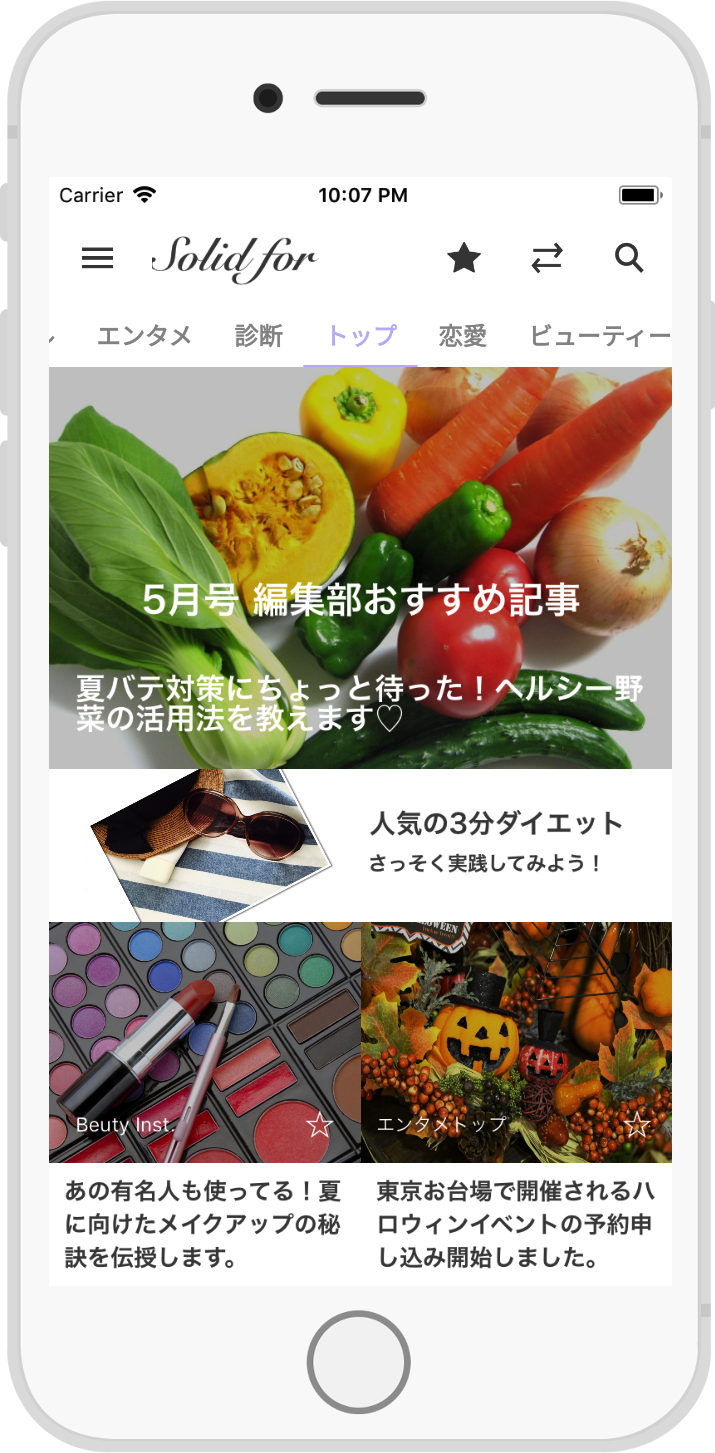 Carrier 10:07 PM
Solid for
エンタメ 診断 トップ 恋愛 ビューティー
5月号 編集部おすすめ記事
夏バテ対策にちょっと待った！ヘルシー野
菜の活用法を教えます♡
人気の3分ダイエット
さっそく実践してみよう！
HALLOWEEN
Beuty Inst.
エンタメトップ
あの有名人も使ってる！夏
に向けたメイクアップの秘
訣を伝授します。
東京お台場で開催されるハ
ロウィンイベントの予約申
し込み開始しました。